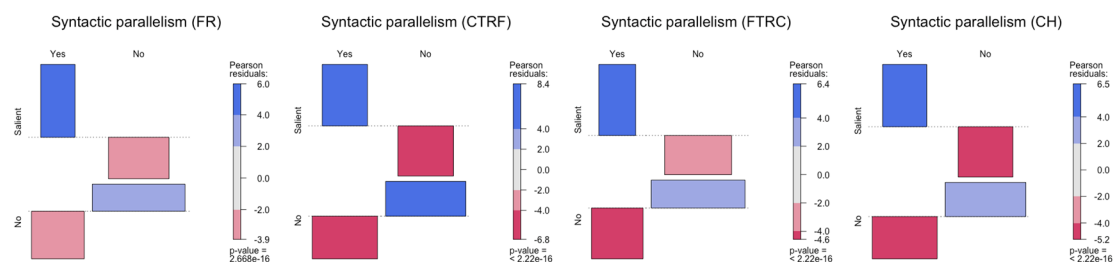 Syntactic parallelism (FR)
Yes No
Salient
No
Pearson
residuals:
6.0
4.0
2.0
0.0
-2.0
-3.9
p-value =
2.668e-16
Syntactic parallelism (CTRF)
Yes No
Salient
No
Pearson
residuals:
8.4
4.0
2.0
0.0
-2.0
-4.0
-6.8
p-value =
< 2.22e-16
Syntactic parallelism (FTRC)
Yes No
Salient
No
Pearson
residuals:
6.4
4.0
2.0
0.0
-2.0
-4.0
-4.6
p-value =
< 2.22e-16
Syntactic parallelism (CH)
Yes No
Salient
No
Pearson
residuals:
6.5
4.0
2.0
0.0
-2.0
-4.0
-5.2
p-value =
< 2.22e-16